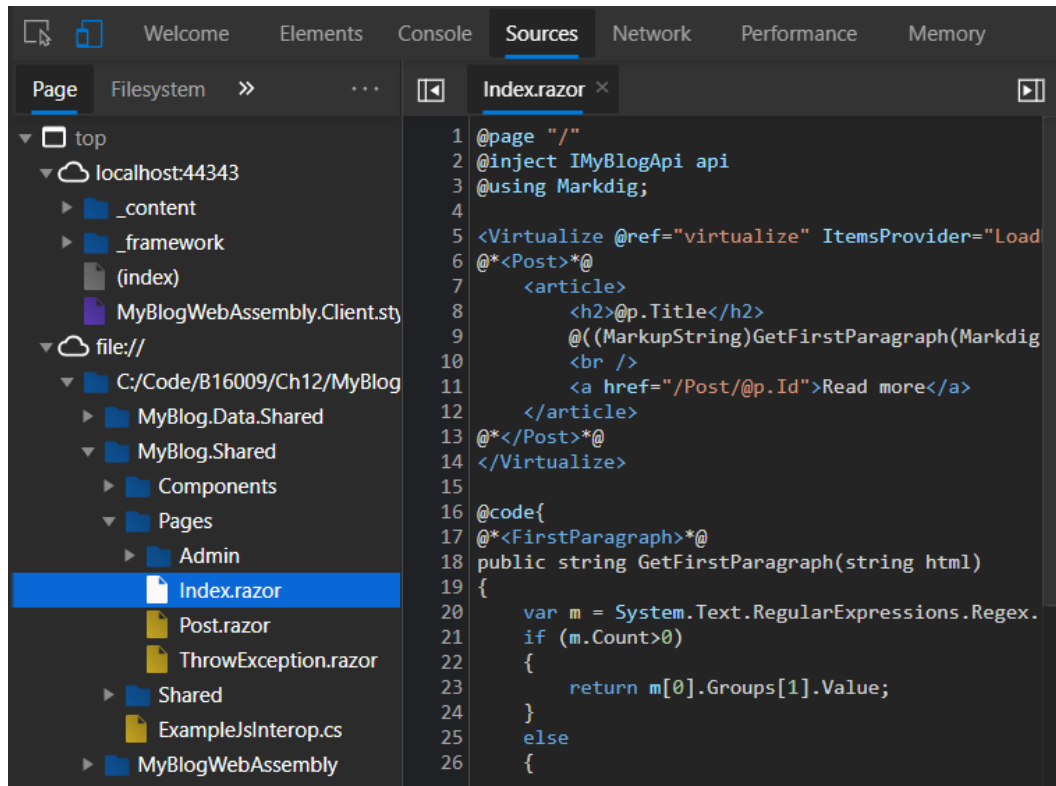 Welcome Elements Console Sources Network Performance Memory
Page Filesystem » ··· Index.razor ×
top
localhost:44343
_content
_framework
(index)
MyBlogWebAssembly.Client.sty
file://
C:/Code/B16009/Ch12/MyBlog
MyBlog.Data.Shared
MyBlog.Shared
Components
Pages
Admin
Index.razor
Post.razor
ThrowException.razor
Shared
ExampleJsInterop.cs
MyBlogWebAssembly
1 @page "/"
2 @inject IMyBlogApi api
3 @using Markdig;
4
5 <Virtualize @ref="virtualize" ItemsProvider="Load
6 @*<Post>*@
7     <article>
8         <h2>@p.Title</h2>
9         @((MarkupString)GetFirstParagraph(Markdig
10         <br />
11         <a href="/Post/@p.Id">Read more</a>
12     </article>
13 @*</Post>*@
14 </Virtualize>
15
16 @code{
17 @*<FirstParagraph>*@
18 public string GetFirstParagraph(string html)
19 {
20     var m = System.Text.RegularExpressions.Regex.
21     if (m.Count>0)
22     {
23         return m[0].Groups[1].Value;
24     }
25     else
26     {